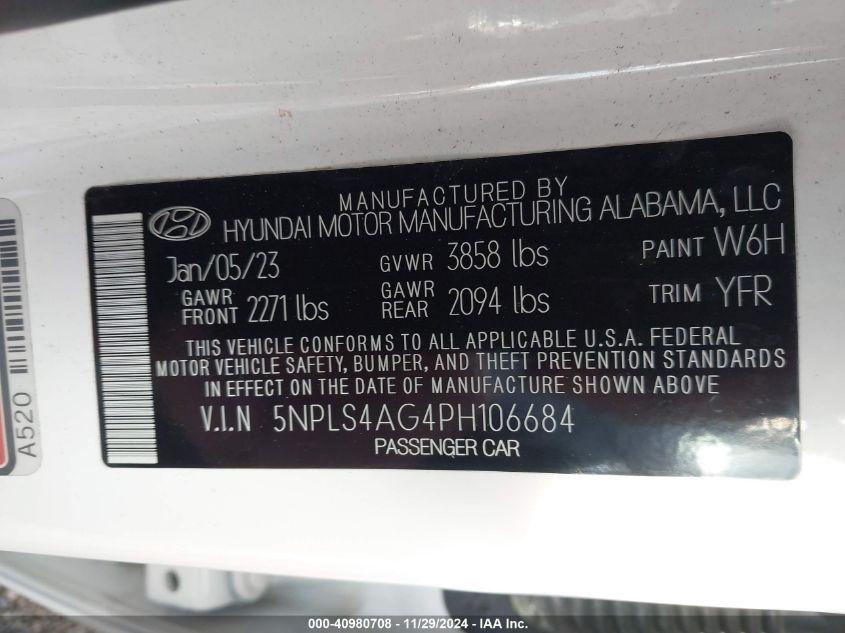 MANUFACTURED BY
HYUNDAI MOTOR MANUFACTURING ALABAMA, LLC
Jan/05/23 GVWR 3858 lbs PAINT W6H
GAWR FRONT 2271 lbs GAWR REAR 2094 lbs TRIM YFR
THIS VEHICLE CONFORMS TO ALL APPLICABLE U.S.A. FEDERAL
MOTOR VEHICLE SAFETY, BUMPER, AND THEFT PREVENTION STANDARDS
IN EFFECT ON THE DATE OF MANUFACTURE SHOWN ABOVE
V.I.N 5NPLS4AG4PH106684
PASSENGER CAR
A520
000-40980708 - 11/29/2024 - IAA Inc.